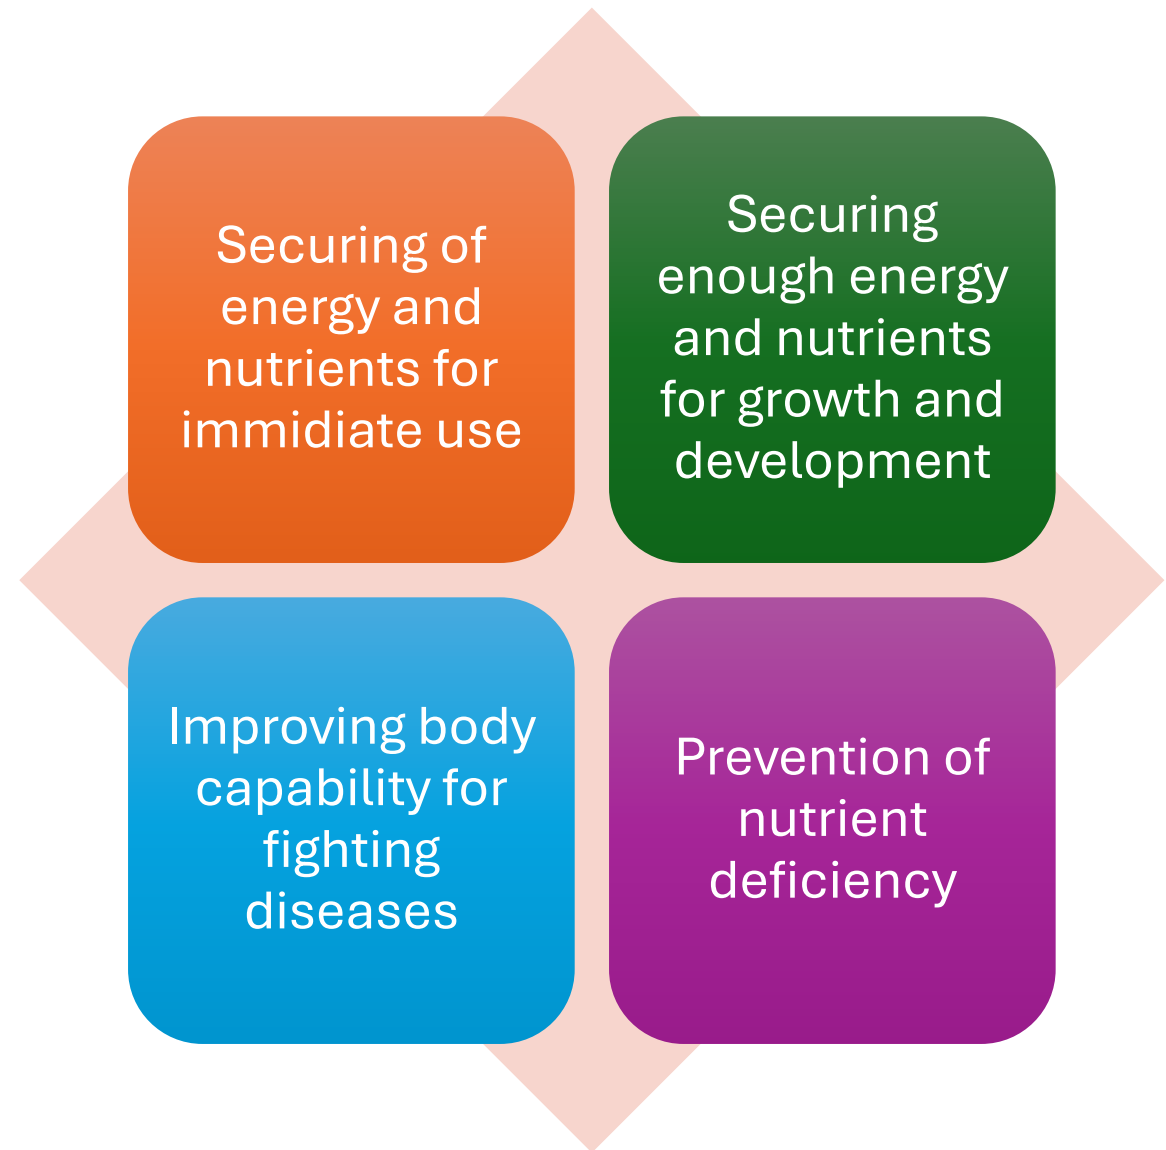 Securing of
energy and
nutrients for
immidiate use
Securing
enough energy
and nutrients
for growth and
development
Improving body
capability for
fighting
diseases
Prevention of
nutrient
deficiency